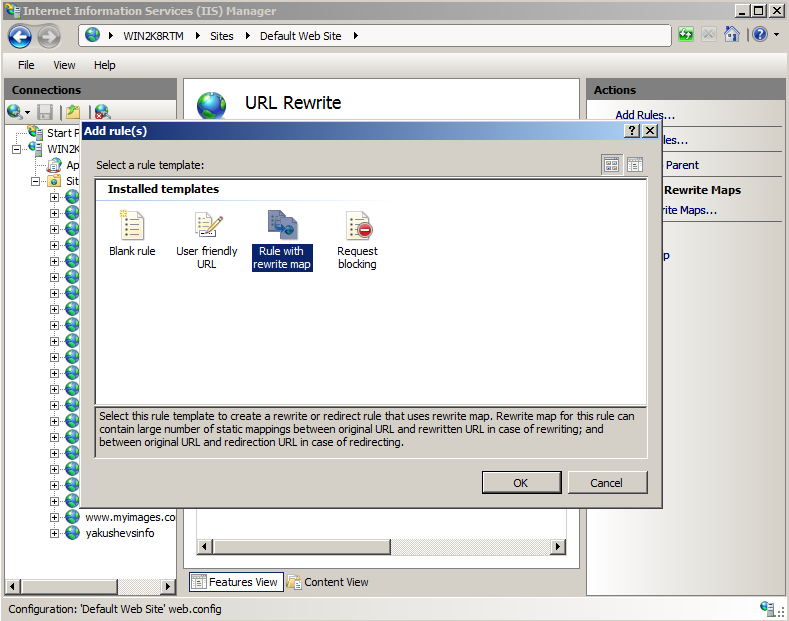 Internet Information Services (IIS) Manager
WIN2K8RTM Sites Default Web Site
File View Help
Connections
Start P
WIN2K
Ap
Sit
www.myimages.co
yakushevsinfo
URL Rewrite
Actions
Add Rules...
les...
Parent
Rewrite Maps
rite Maps...
p
Add rule(s)
Select a rule template:
Installed templates
Blank rule
User friendly
URL
Rule with
rewrite map
Request
blocking
Select this rule template to create a rewrite or redirect rule that uses rewrite map. Rewrite map for this rule can
contain large number of static mappings between original URL and rewritten URL in case of rewriting; and
between original URL and redirection URL in case of redirecting.
OK Cancel
Features View Content View
Configuration: 'Default Web Site' web.config